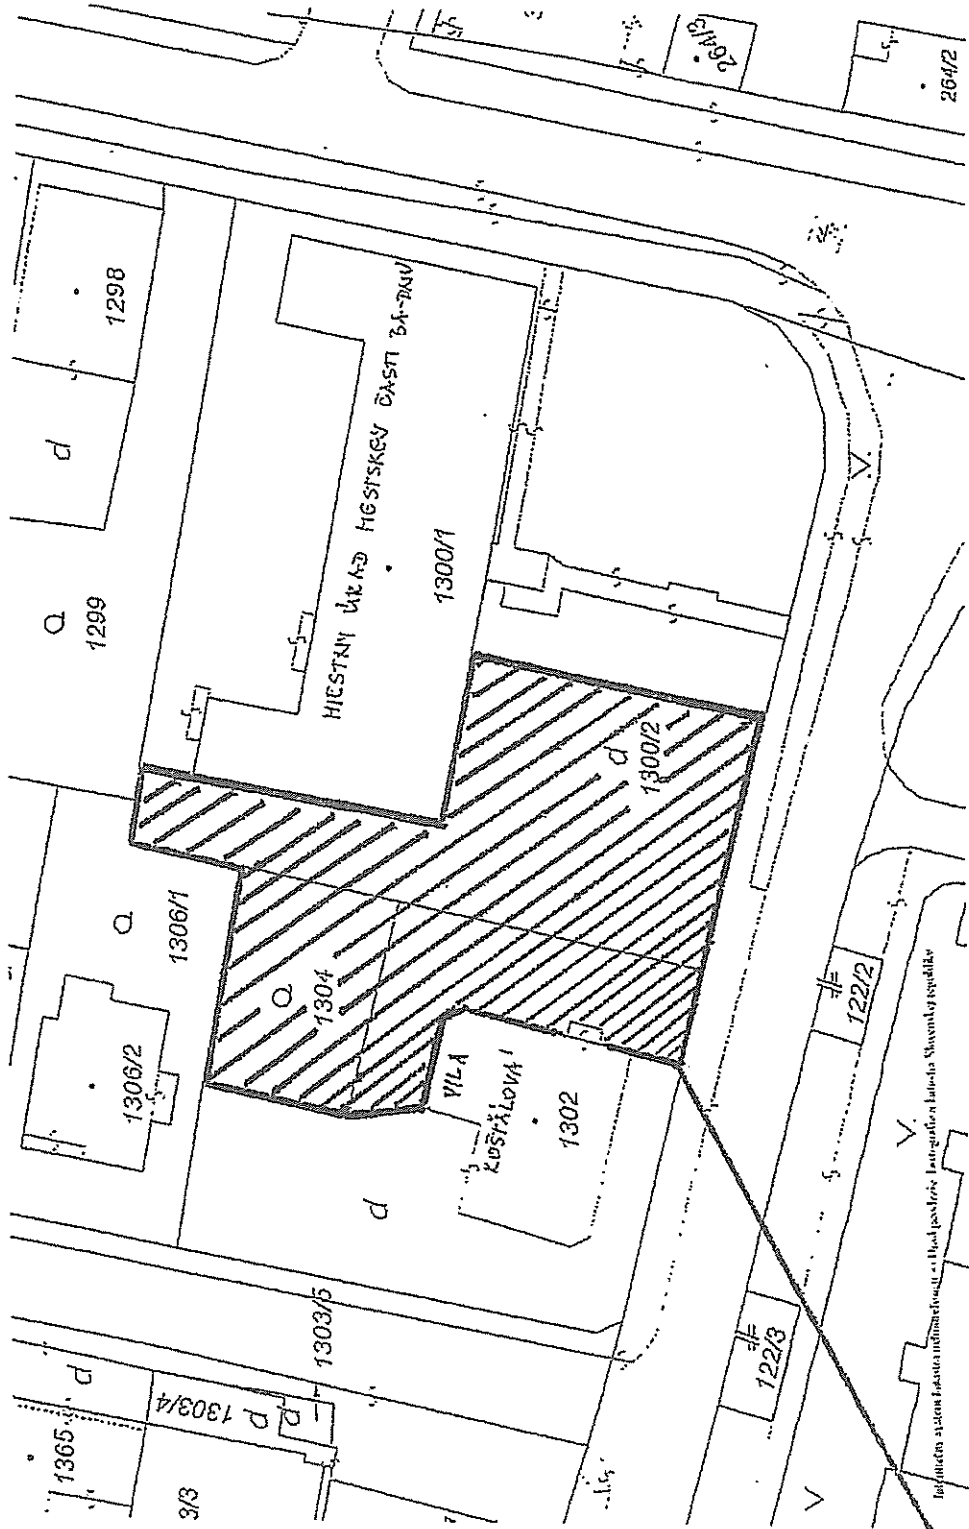 264/3
264/2
1298
d
a
1299
MIESTNY ÚRAD MESTSKEJ ČASTI BA-DNV
1300/1
a
1306/1
1306/2
d
1300/2
a
1304
VILA
KOŠŤÁLOVÁ
1302
d
122/2
V.
V.
V
122/3
1303/5
1303/4
d
d
d
1365
3/3